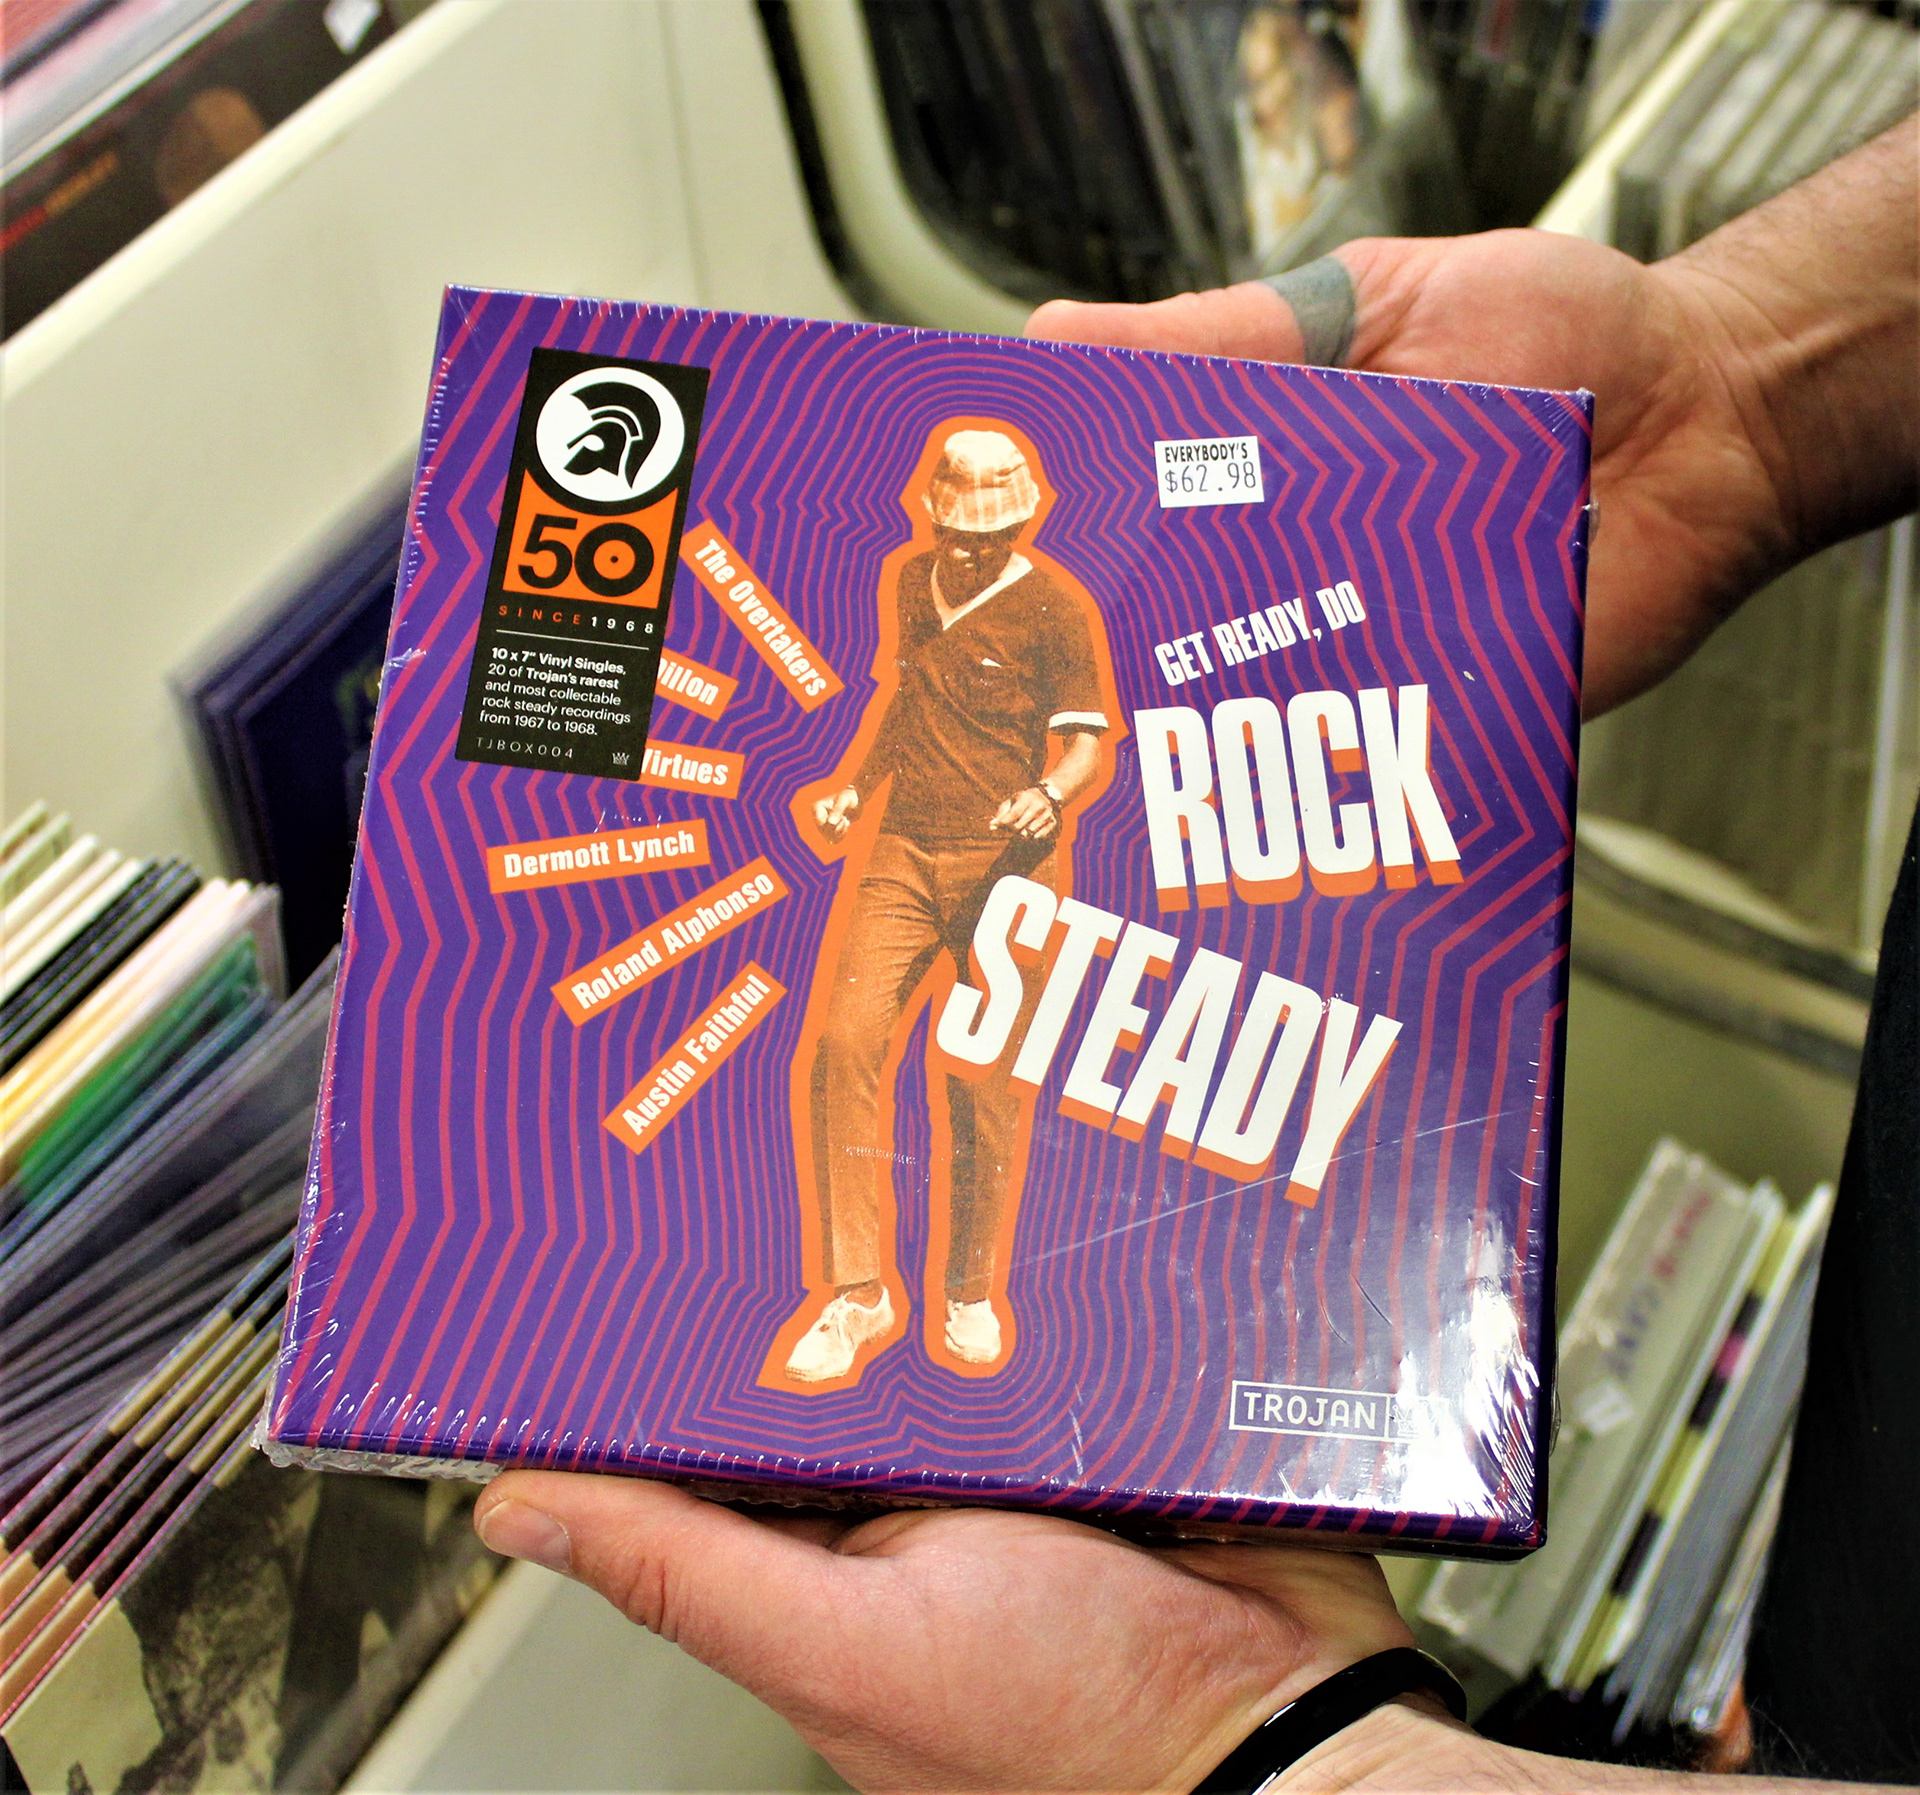 50
SINCE 1968
10 x 7" Vinyl Singles,
20 of Trojan's rarest
and most collectable
rock steady recordings
from 1967 to 1968.
TJBOX004
EVERYBODY'S
$62.98
The Overtakers
Dillon
Virtues
Dermott Lynch
Roland Alphonso
Austin Faithful
GET READY, DO
ROCK
STEADY
TROJAN